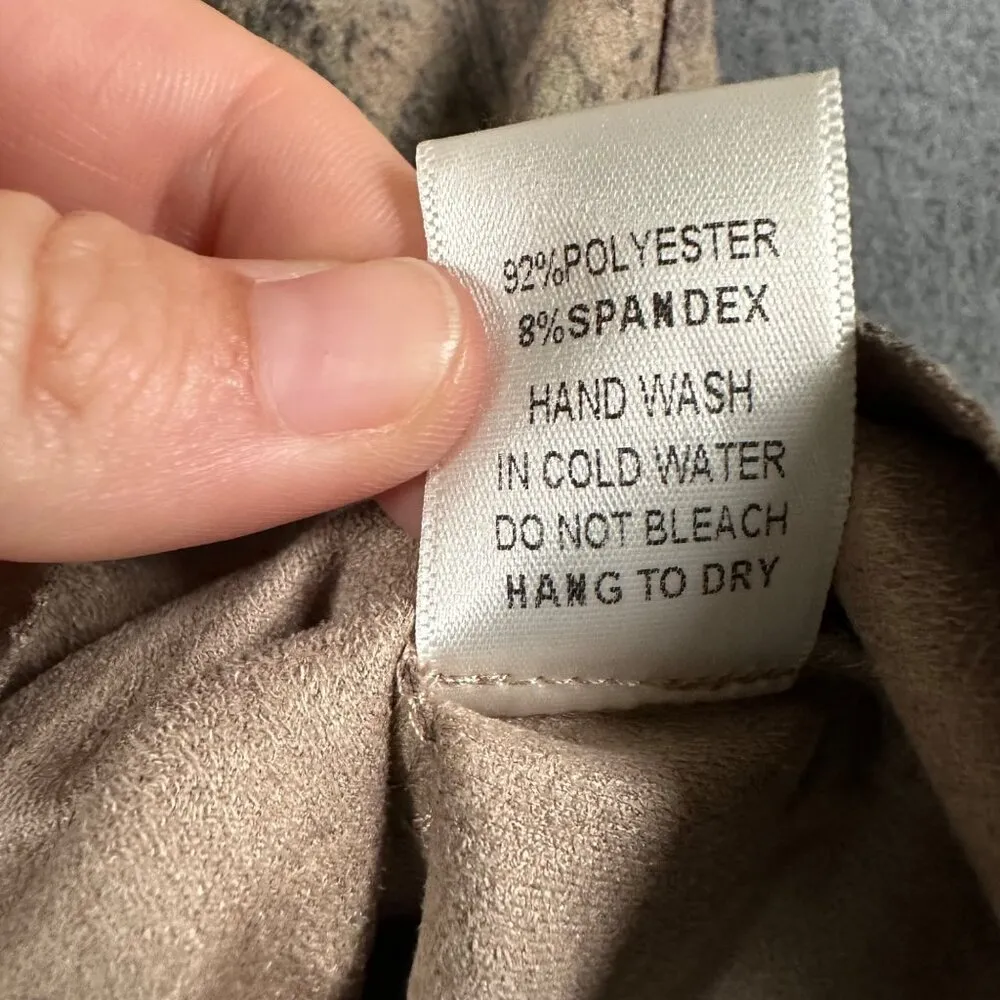 92%POLYESTER
8%SPANDEX
HAND WASH
IN COLD WATER
DO NOT BLEACH
HANG TO DRY